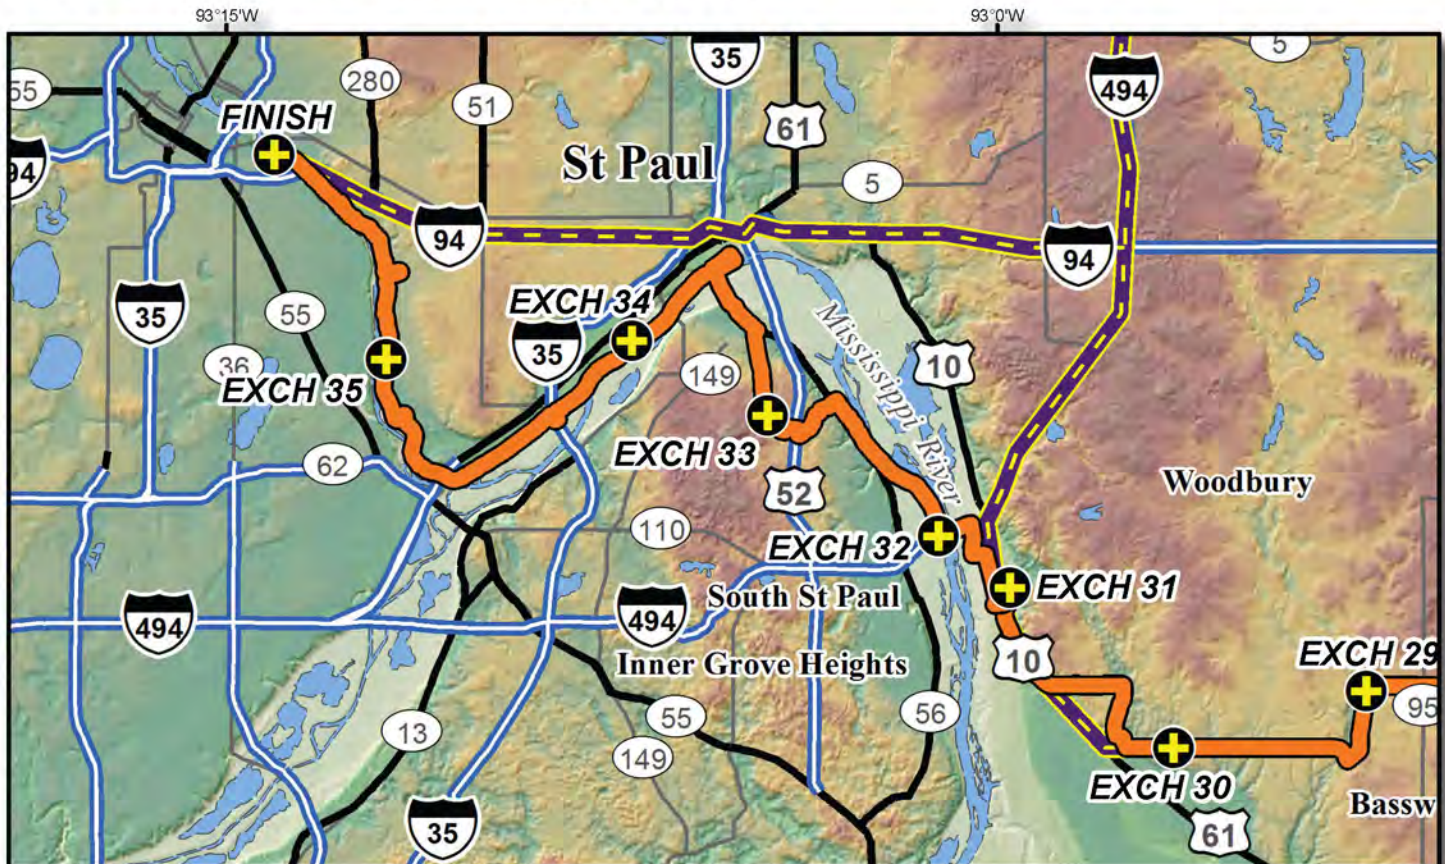 93°15'W
93°0'W
35
5
55
280
51
494
61
FINISH
St Paul
94
5
94
94
EXCH 34
35
55
35
36
149
10
Mississippi River
EXCH 35
EXCH 33
62
52
Woodbury
110
EXCH 32
EXCH 31
South St Paul
494
494
10
Inner Grove Heights
EXCH 29
95
13
55
56
149
EXCH 30
Bassw
35
61